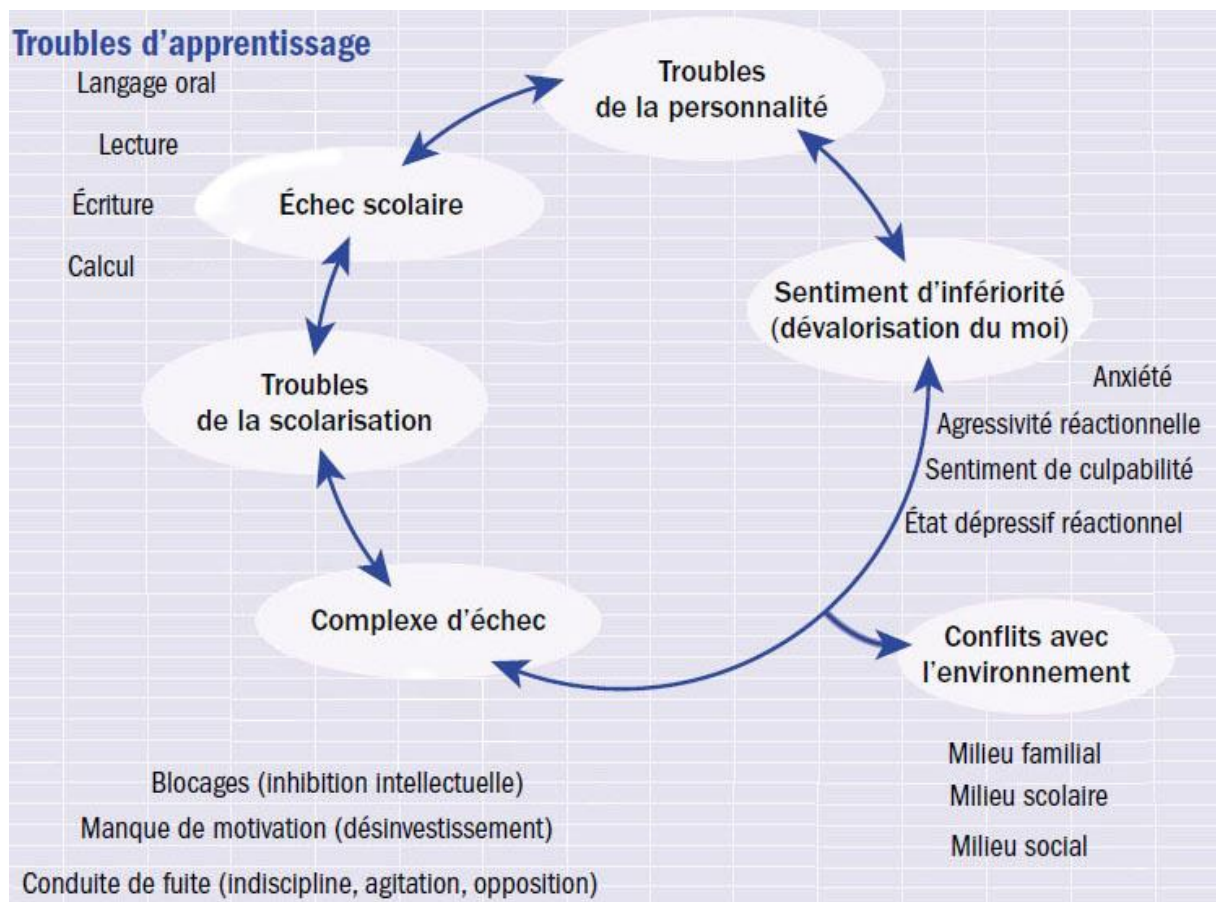 Troubles d'apprentissage
Langage oral
Lecture
Écriture
Calcul
Troubles
de la personnalité
Échec scolaire
Sentiment d'infériorité
(dévalorisation du moi)
Anxiété
Agressivité réactionnelle
Sentiment de culpabilité
État dépressif réactionnel
Troubles
de la scolarisation
Complexe d'échec
Conflits avec
l'environnement
Milieu familial
Milieu scolaire
Milieu social
Blocages (inhibition intellectuelle)
Manque de motivation (désinvestissement)
Conduite de fuite (indiscipline, agitation, opposition)